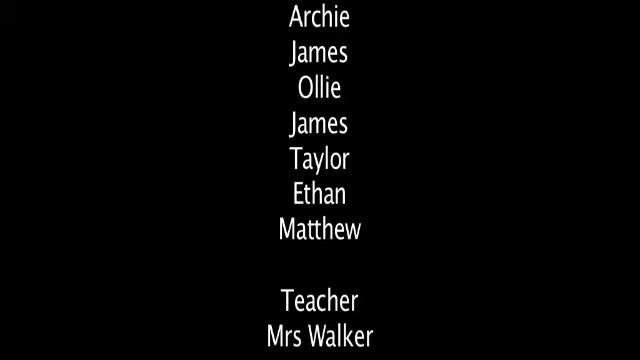 Archie
James
Ollie
James
Taylor
Ethan
Matthew
Teacher
Mrs Walker